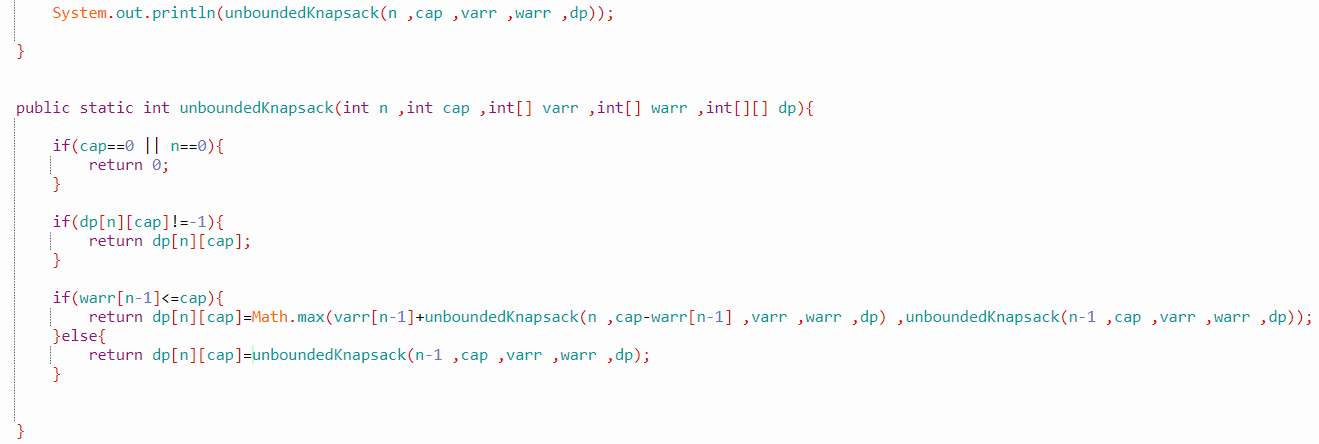 System.out.println(unboundedKnapsack(n ,cap ,varr ,warr ,dp));
}
public static int unboundedKnapsack(int n ,int cap ,int[] varr ,int[] warr ,int[][] dp){
if(cap==0 || n==0){
return 0;
}
if(dp[n][cap]!=-1){
return dp[n][cap];
}
if(warr[n-1]<=cap){
return dp[n][cap]=Math.max(varr[n-1]+unboundedKnapsack(n ,cap-warr[n-1] ,varr ,warr ,dp) ,unboundedKnapsack(n-1 ,cap ,varr ,warr ,dp));
}else{
return dp[n][cap]=unboundedKnapsack(n-1 ,cap ,varr ,warr ,dp);
}
}